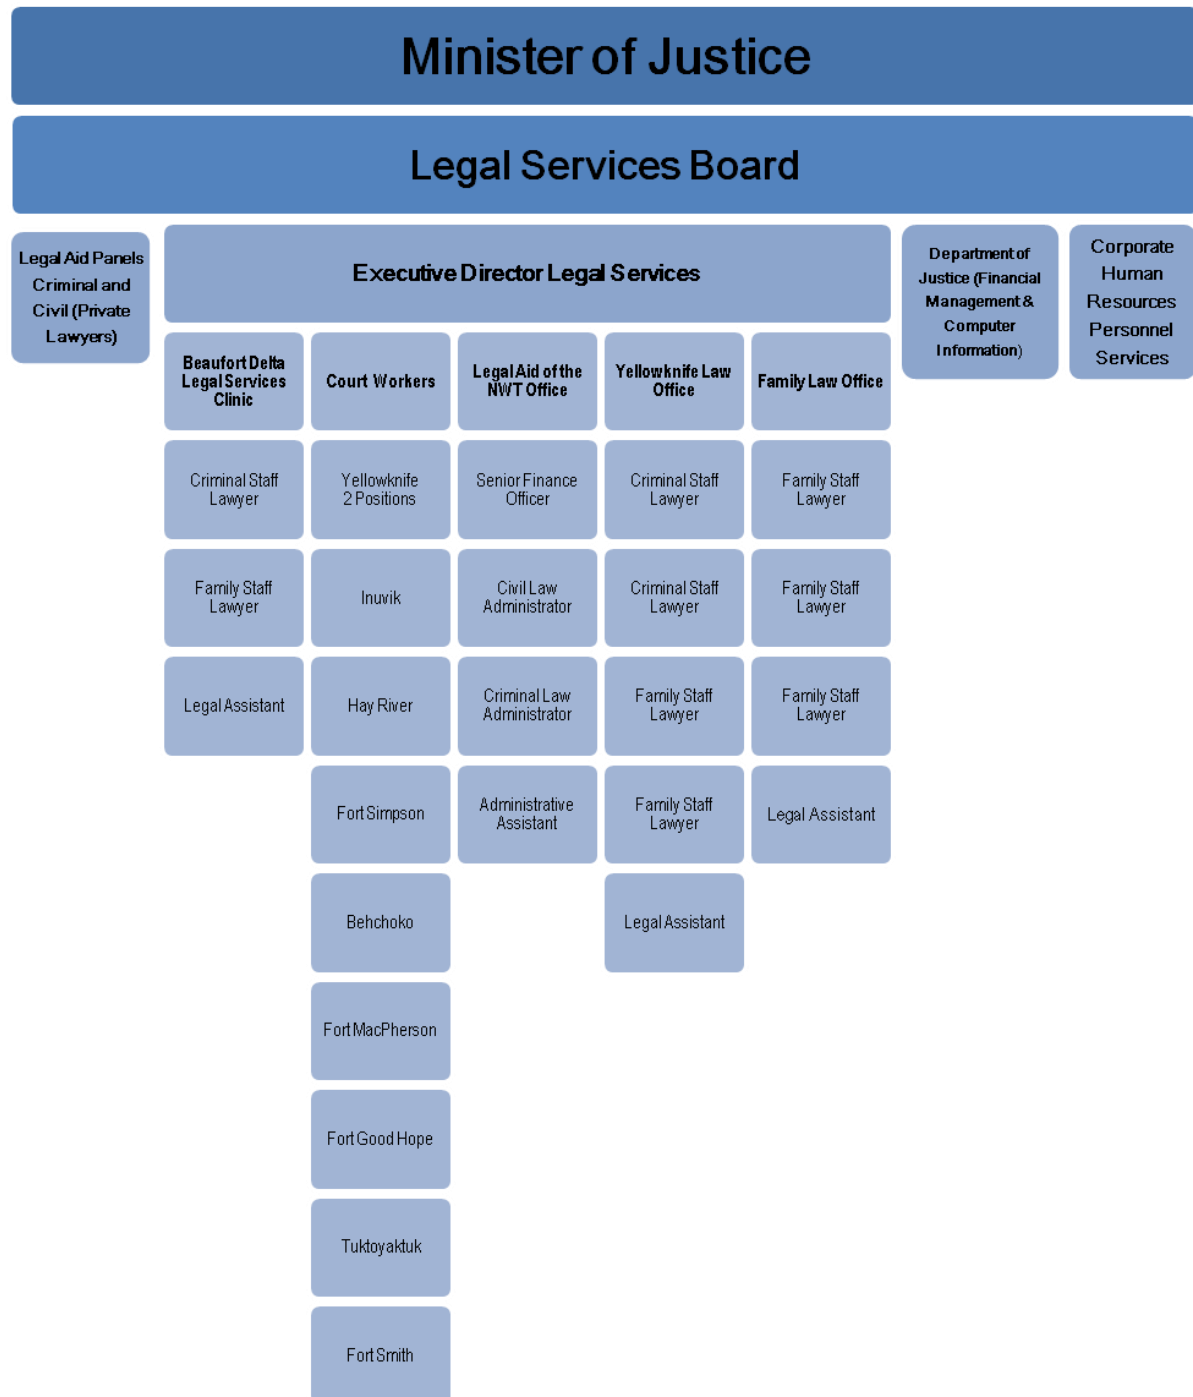 Minister of Justice
Legal Services Board
Legal Aid Panels
Criminal and
Civil (Private
Lawyers)
Executive Director Legal Services
Department of
Justice (Financial
Management &
Computer
Information)
Corporate
Human
Resources
Personnel
Services
Beaufort Delta
Legal Services
Clinic
Criminal Staff
Lawyer
Family Staff
Lawyer
Legal Assistant
Court Workers
Yellowknife
2 Positions
Inuvik
Hay River
Fort Simpson
Behchoko
Fort MacPherson
Fort Good Hope
Tuktoyaktuk
Fort Smith
Legal Aid of the
NWT Office
Senior Finance
Officer
Civil Law
Administrator
Criminal Law
Administrator
Administrative
Assistant
Yellowknife Law
Office
Criminal Staff
Lawyer
Criminal Staff
Lawyer
Family Staff
Lawyer
Family Staff
Lawyer
Legal Assistant
Family Law Office
Family Staff
Lawyer
Family Staff
Lawyer
Family Staff
Lawyer
Legal Assistant